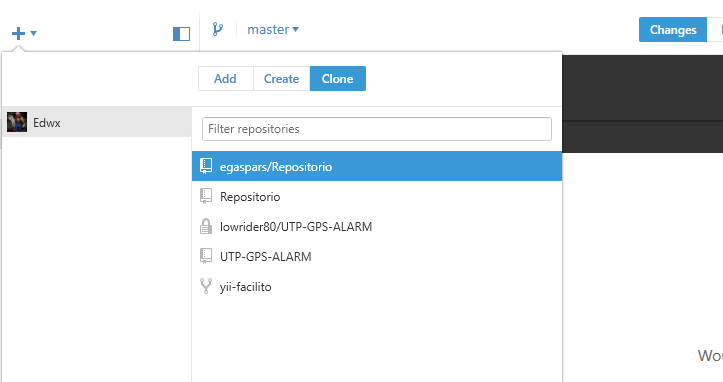 master
Changes
Add Create Clone
Edwx
Filter repositories
egaspars/Repositorio
Repositorio
lowrider80/UTP-GPS-ALARM
UTP-GPS-ALARM
yii-facilito